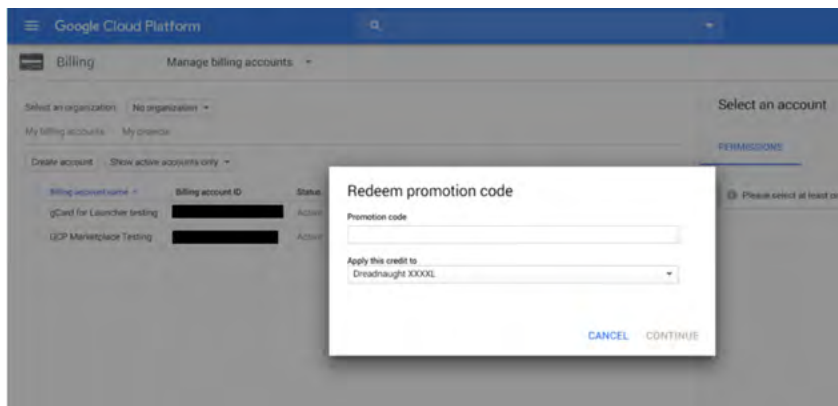 Google Cloud Platform
Billing Manage billing accounts
Select an organization No organization
My billing accounts My projects
Create account Show active accounts only
Billing account name Billing account ID Status
gCard for Launcher testing Active
GCP Marketplace Testing Active
Redeem promotion code
Promotion code
Apply this credit to
Dreadnaught XXXXL
CANCEL CONTINUE
Select an account
PERMISSIONS
Please select at least